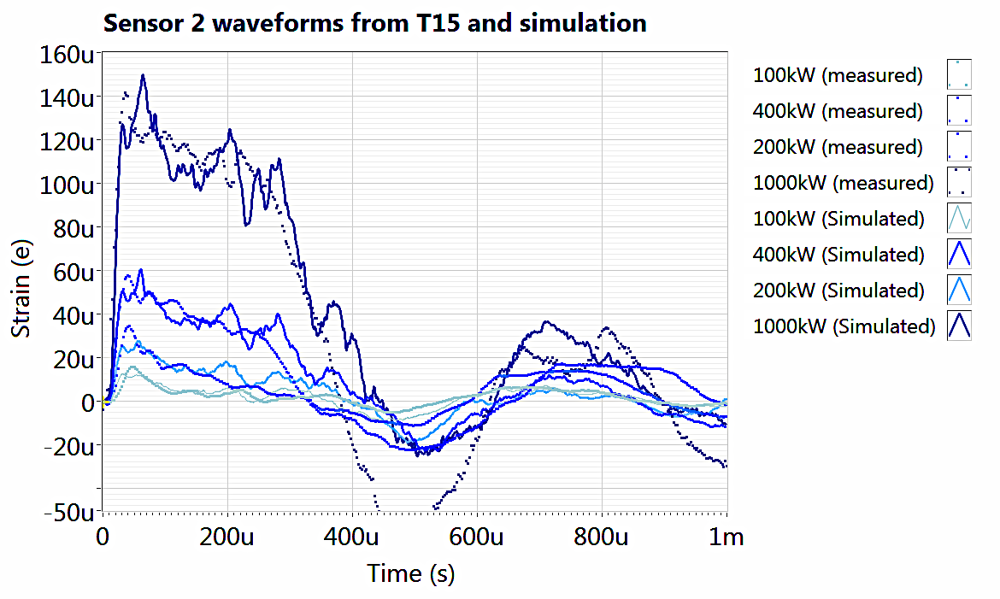 Sensor 2 waveforms from T15 and simulation
160u
140u
120u
100u
80u
60u
40u
20u
0
-20u
-50u
Strain (e)
0 200u 400u 600u 800u 1m
Time (s)
100kW (measured)
400kW (measured)
200kW (measured)
1000kW (measured)
100kW (Simulated)
400kW (Simulated)
200kW (Simulated)
1000kW (Simulated)